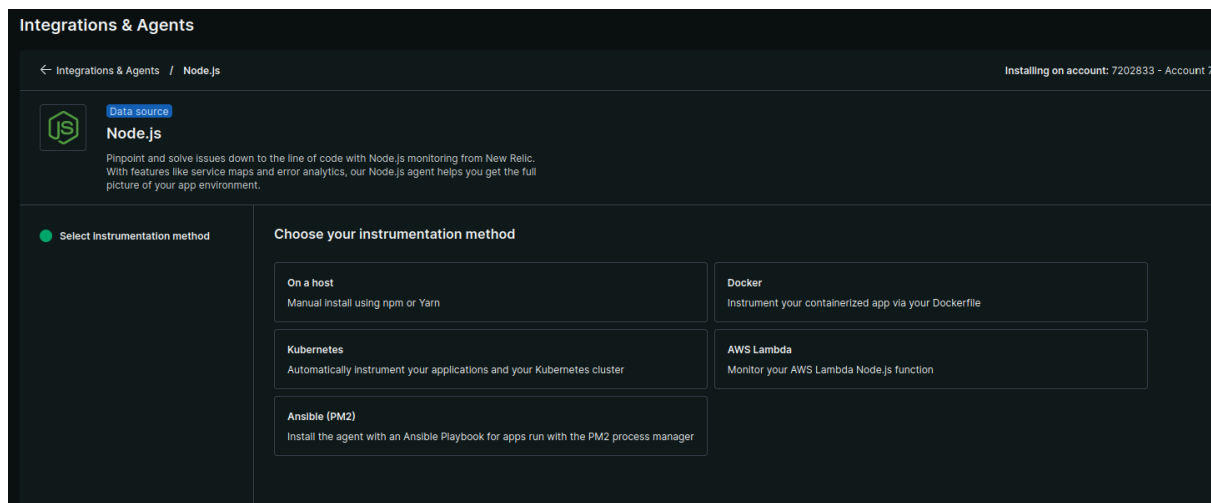 Integrations & Agents
← Integrations & Agents / Node.js
Installing on account: 7202833 - Account 7
JS
Data source
Node.js
Pinpoint and solve issues down to the line of code with Node.js monitoring from New Relic.
With features like service maps and error analytics, our Node.js agent helps you get the full
picture of your app environment.
Select instrumentation method
Choose your instrumentation method
On a host
Manual install using npm or Yarn
Docker
Instrument your containerized app via your Dockerfile
Kubernetes
Automatically instrument your applications and your Kubernetes cluster
AWS Lambda
Monitor your AWS Lambda Node.js function
Ansible (PM2)
Install the agent with an Ansible Playbook for apps run with the PM2 process manager